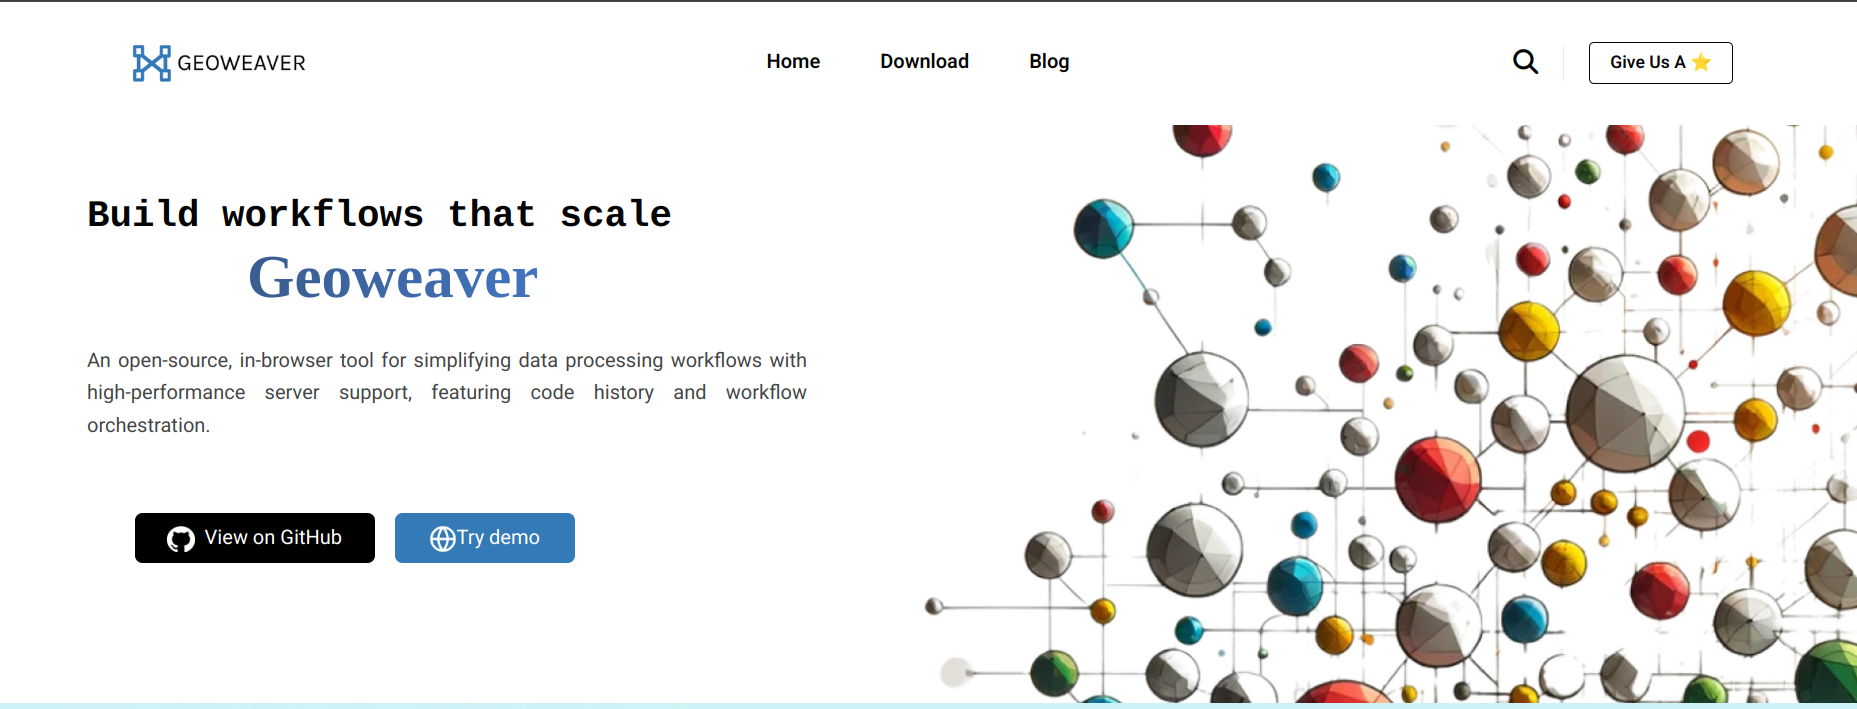 GEOWEAVER
Home Download Blog
Give Us A ⭐
Build workflows that scale
Geoweaver
An open-source, in-browser tool for simplifying data processing workflows with
high-performance server support, featuring code history and workflow
orchestration.
View on GitHub
Try demo